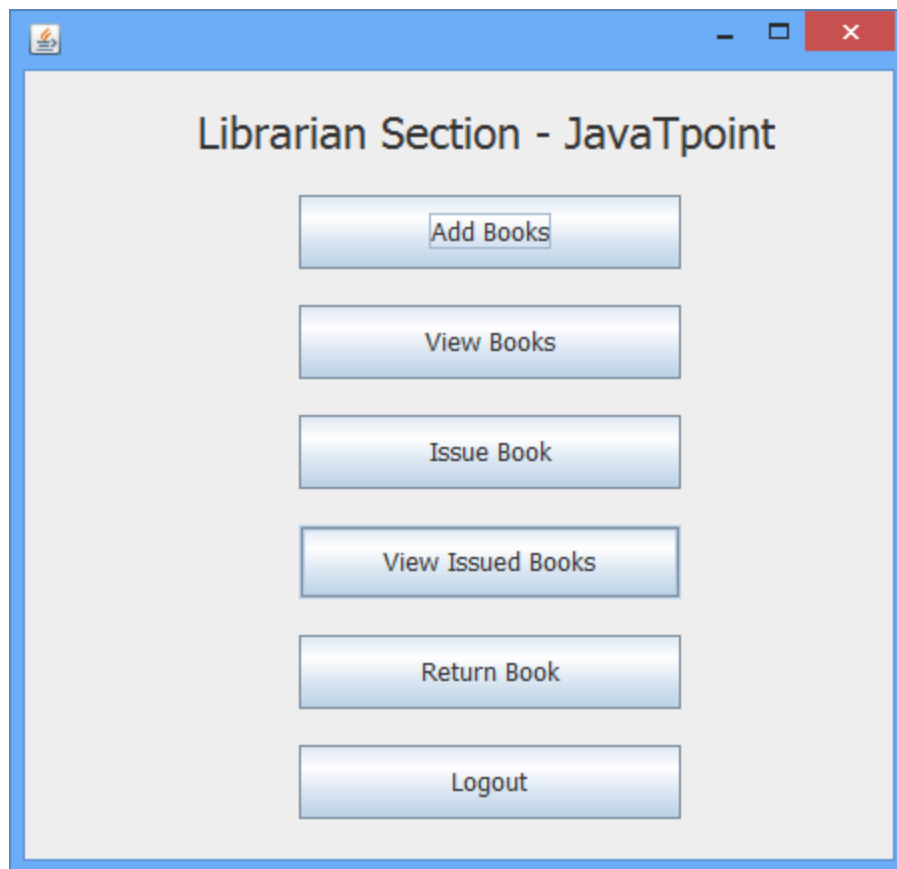 Librarian Section - JavaTpoint
Add Books
View Books
Issue Book
View Issued Books
Return Book
Logout